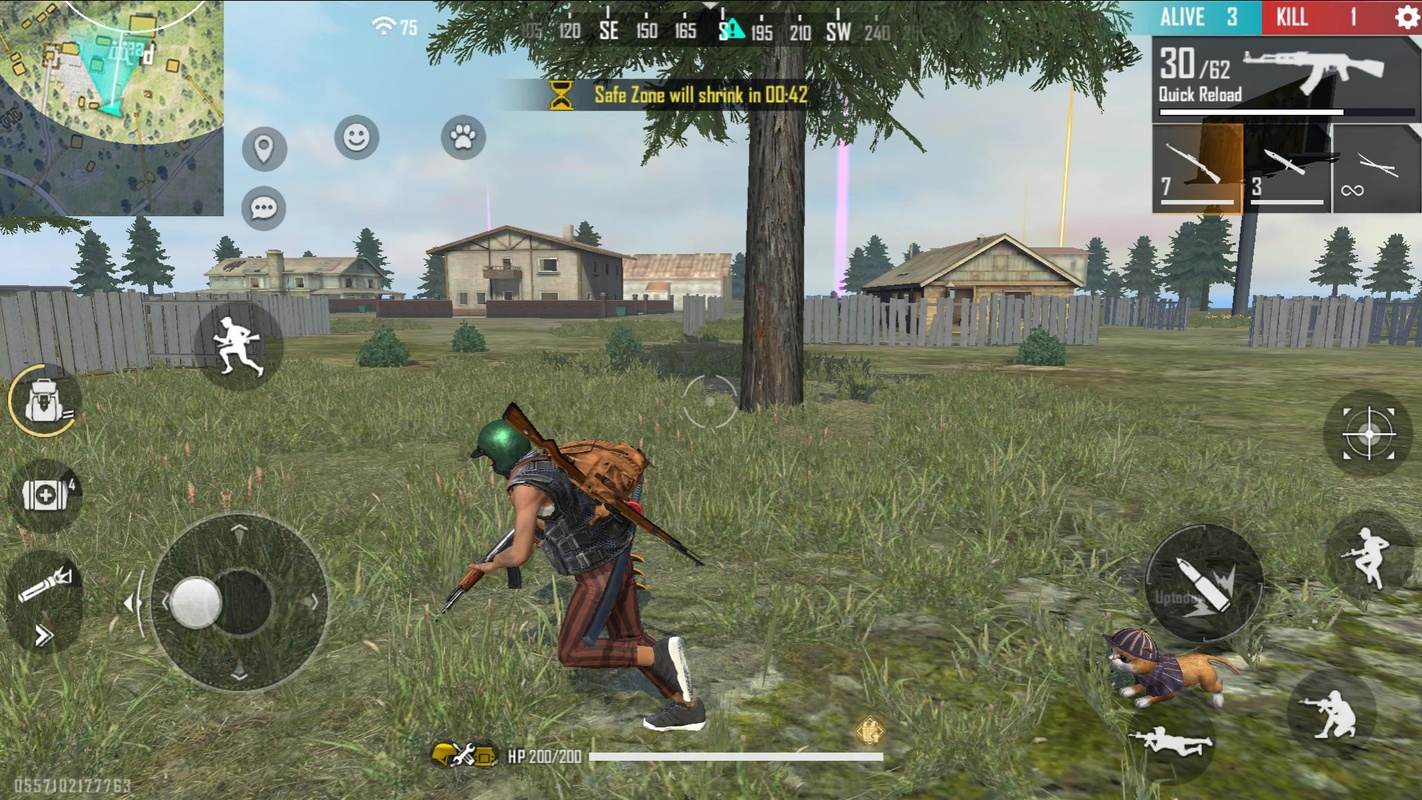 75
120 SE 150 165 195 210 SW 240
ALIVE 3
KILL 1
Safe Zone will shrink in 00:42
30/62
Quick Reload
7
3
∞
4
HP 200/200
0557102177763